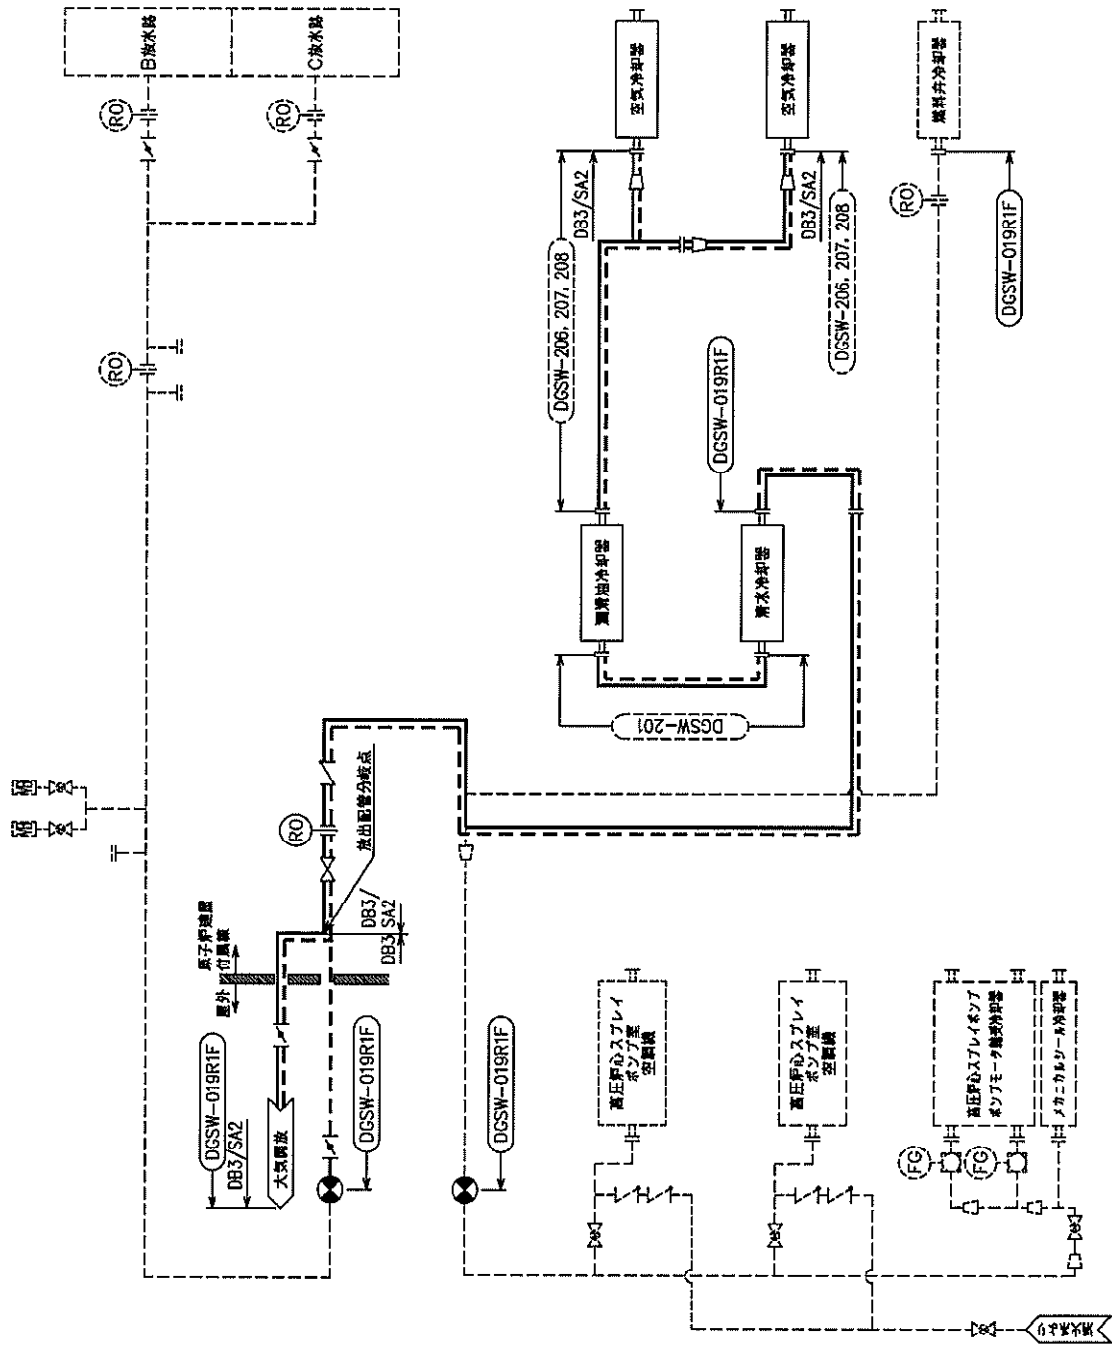 B放水路
C放水路
RO
RO
RO
空気冷却器
空気冷却器
燃料弁冷却器
DB3/SA2
DGSW-206, 207, 208
DB3/SA2
DGSW-206, 207, 208
RO
DGSW-019R1F
DGSW-019R1F
潤滑油冷却器
清水冷却器
DGSW-201
MH
MH
RO
放出配管分岐点
DB3/
SA2
DB3
原子炉建屋
付属棟
屋外
DGSW-019R1F
DB3/SA2
大気開放
DGSW-019R1F
DGSW-019R1F
高圧炉心スプレイ
ポンプ室
空調機
高圧炉心スプレイ
ポンプ室
空調機
高圧炉心スプレイポンプ
ポンプモータ軸受冷却器
メカニカルシール冷却器
FG
FG